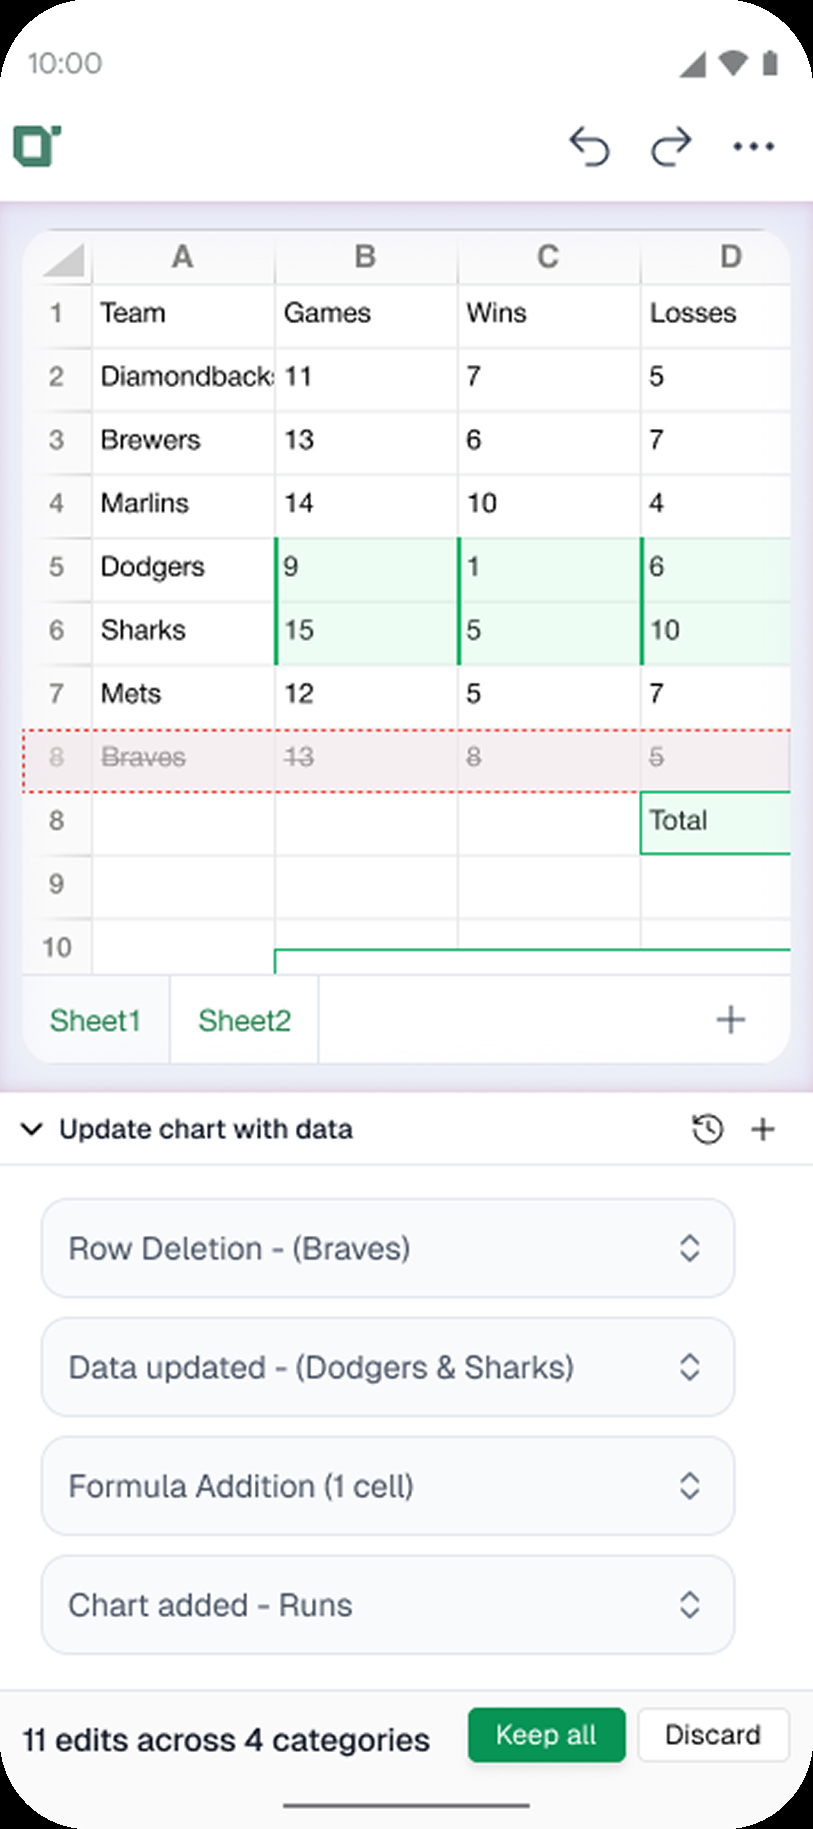 10:00
A B C D
1 Team Games Wins Losses
2 Diamondbacks 11 7 5
3 Brewers 13 6 7
4 Marlins 14 10 4
5 Dodgers 9 1 6
6 Sharks 15 5 10
7 Mets 12 5 7
8 Braves 13 8 5
8 Total
9
10
Sheet1 Sheet2
Update chart with data
Row Deletion - (Braves)
Data updated - (Dodgers & Sharks)
Formula Addition (1 cell)
Chart added - Runs
11 edits across 4 categories Keep all Discard